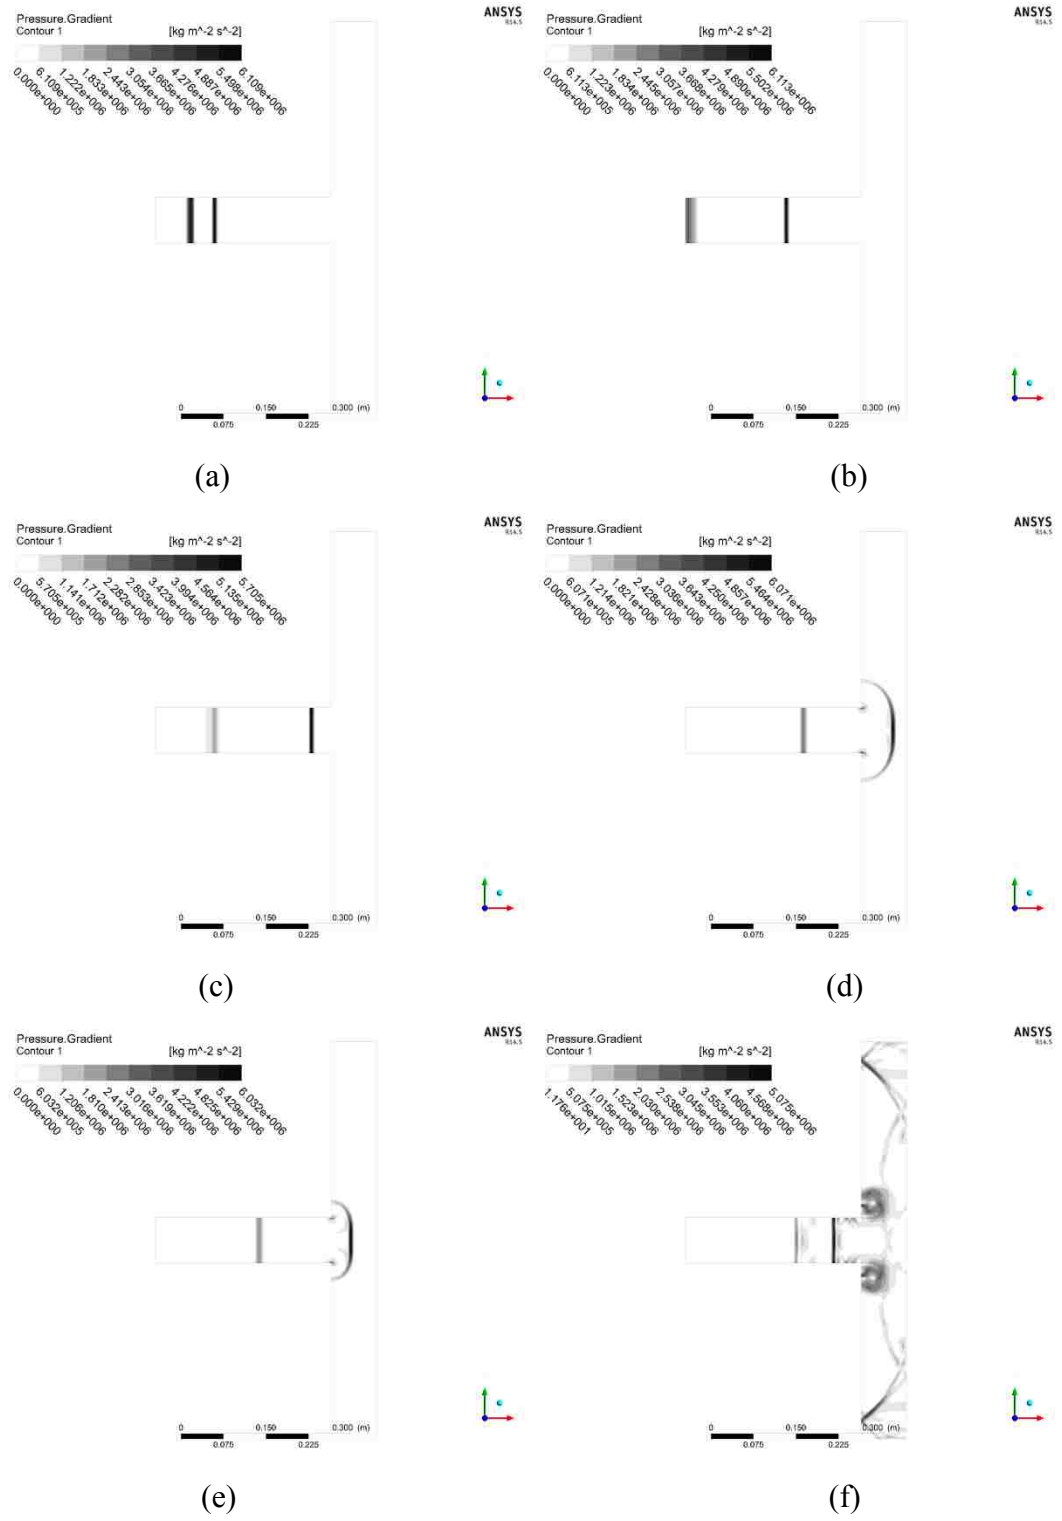 Pressure.Gradient
Contour 1 [kg m^-2 s^-2]
ANSYS
R14.5
0.000e+000
6.109e+005
1.222e+006
1.833e+006
2.443e+006
3.054e+006
3.665e+006
4.276e+006
4.887e+006
5.498e+006
6.109e+006
0 0.150 0.300 (m)
0.075 0.225
(a)
Pressure.Gradient
Contour 1 [kg m^-2 s^-2]
ANSYS
R14.5
0.000e+000
6.113e+005
1.223e+006
1.834e+006
2.445e+006
3.057e+006
3.668e+006
4.279e+006
4.890e+006
5.502e+006
6.113e+006
0 0.150 0.300 (m)
0.075 0.225
(b)
Pressure.Gradient
Contour 1 [kg m^-2 s^-2]
ANSYS
R14.5
0.000e+000
5.705e+005
1.141e+006
1.712e+006
2.282e+006
2.853e+006
3.423e+006
3.994e+006
4.564e+006
5.135e+006
5.705e+006
0 0.150 0.300 (m)
0.075 0.225
(c)
Pressure.Gradient
Contour 1 [kg m^-2 s^-2]
ANSYS
R14.5
0.000e+000
6.071e+005
1.214e+006
1.821e+006
2.428e+006
3.036e+006
3.643e+006
4.250e+006
4.857e+006
5.464e+006
6.071e+006
0 0.150 0.300 (m)
0.075 0.225
(d)
Pressure.Gradient
Contour 1 [kg m^-2 s^-2]
ANSYS
R14.5
0.000e+000
6.032e+005
1.206e+006
1.810e+006
2.413e+006
3.016e+006
3.619e+006
4.222e+006
4.825e+006
5.429e+006
6.032e+006
0 0.150 0.300 (m)
0.075 0.225
(e)
Pressure.Gradient
Contour 1 [kg m^-2 s^-2]
ANSYS
R14.5
1.176e+001
5.075e+005
1.015e+006
1.523e+006
2.030e+006
2.538e+006
3.045e+006
3.553e+006
4.060e+006
4.568e+006
5.075e+006
0 0.150 0.300 (m)
0.075 0.225
(f)